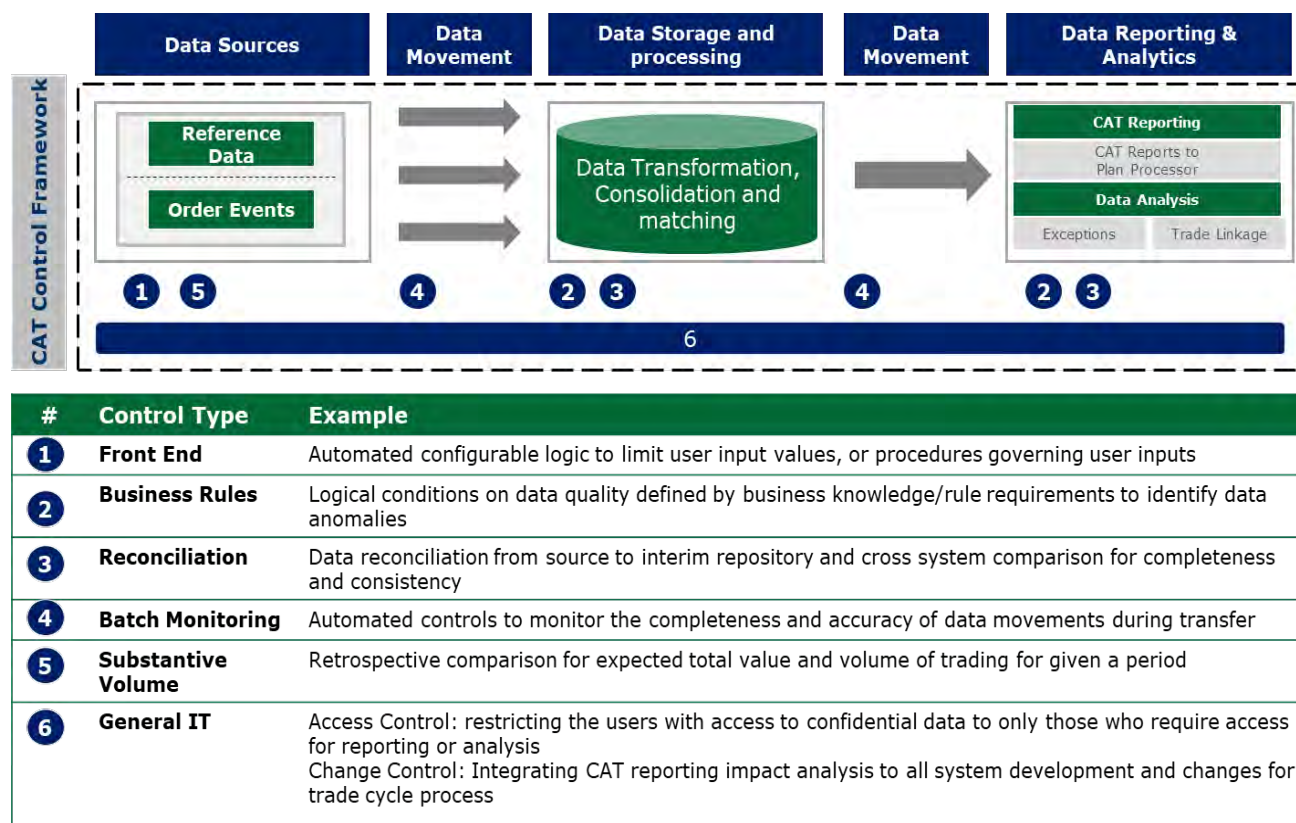 Data Sources
Data
Movement
Data Storage and
processing
Data
Movement
Data Reporting &
Analytics
CAT Control Framework
Reference
Data
Order Events
Data Transformation,
Consolidation and
matching
CAT Reporting
CAT Reports to
Plan Processor
Data Analysis
Exceptions
Trade Linkage
1
5
4
2
3
4
2
3
6
# Control Type Example
1 Front End Automated configurable logic to limit user input values, or procedures governing user inputs
2 Business Rules Logical conditions on data quality defined by business knowledge/rule requirements to identify data
anomalies
3 Reconciliation Data reconciliation from source to interim repository and cross system comparison for completeness
and consistency
4 Batch Monitoring Automated controls to monitor the completeness and accuracy of data movements during transfer
5 Substantive Retrospective comparison for expected total value and volume of trading for given a period
Volume
6 General IT Access Control: restricting the users with access to confidential data to only those who require access
for reporting or analysis
Change Control: Integrating CAT reporting impact analysis to all system development and changes for
trade cycle process